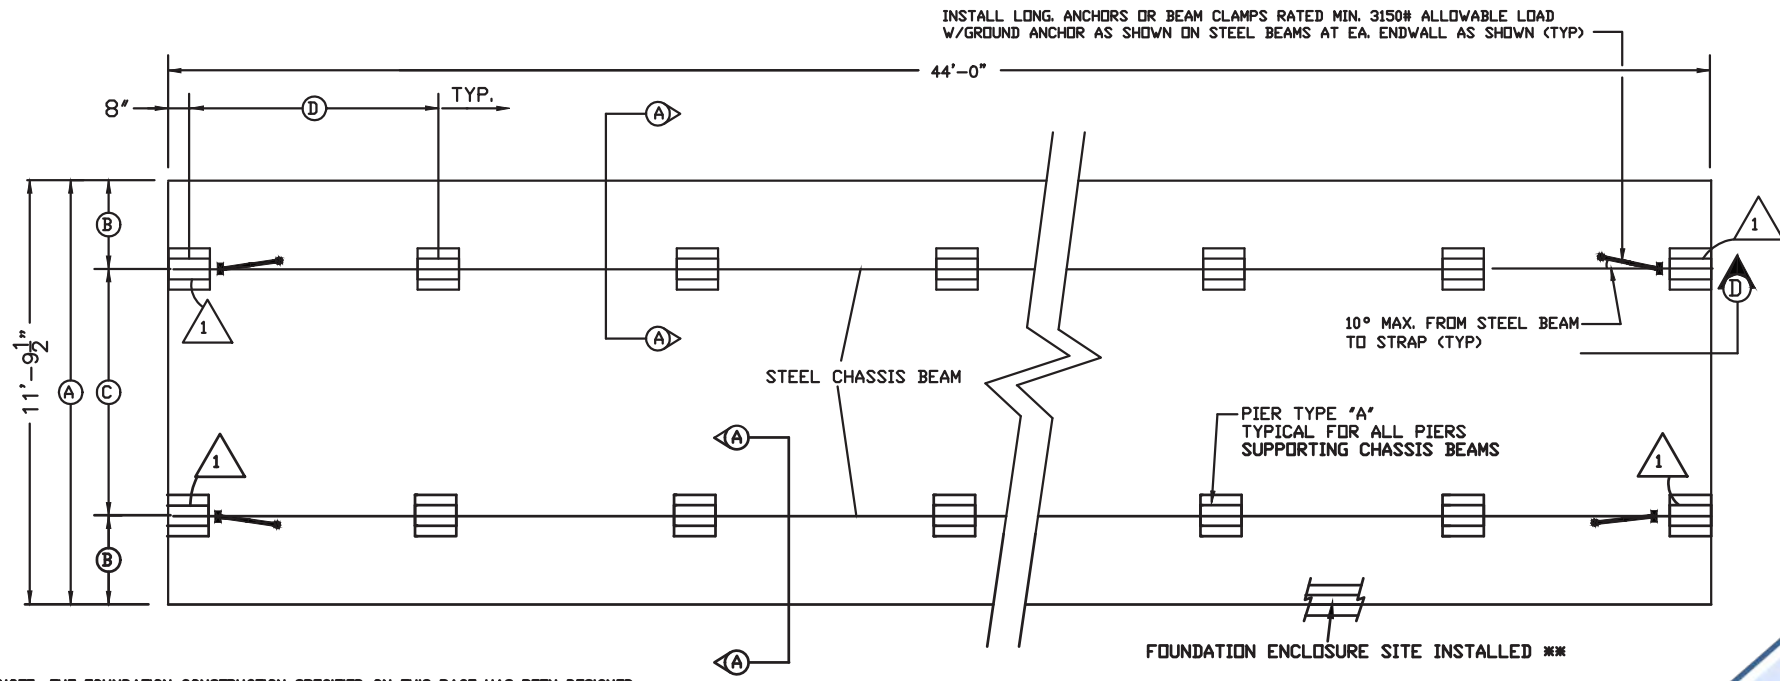 INSTALL LONG. ANCHORS OR BEAM CLAMPS RATED MIN. 3150# ALLOWABLE LOAD
W/GROUND ANCHOR AS SHOWN ON STEEL BEAMS AT EA. ENDWALL AS SHOWN (TYP)
44'-0"
8"
D
TYP.
A
B
1
11'-9 1/2"
A
C
1
A
10° MAX. FROM STEEL BEAM
TO STRAP (TYP)
D
STEEL CHASSIS BEAM
PIER TYPE "A"
TYPICAL FOR ALL PIERS
SUPPORTING CHASSIS BEAMS
A
1
1
B
FOUNDATION ENCLOSURE SITE INSTALLED **
A